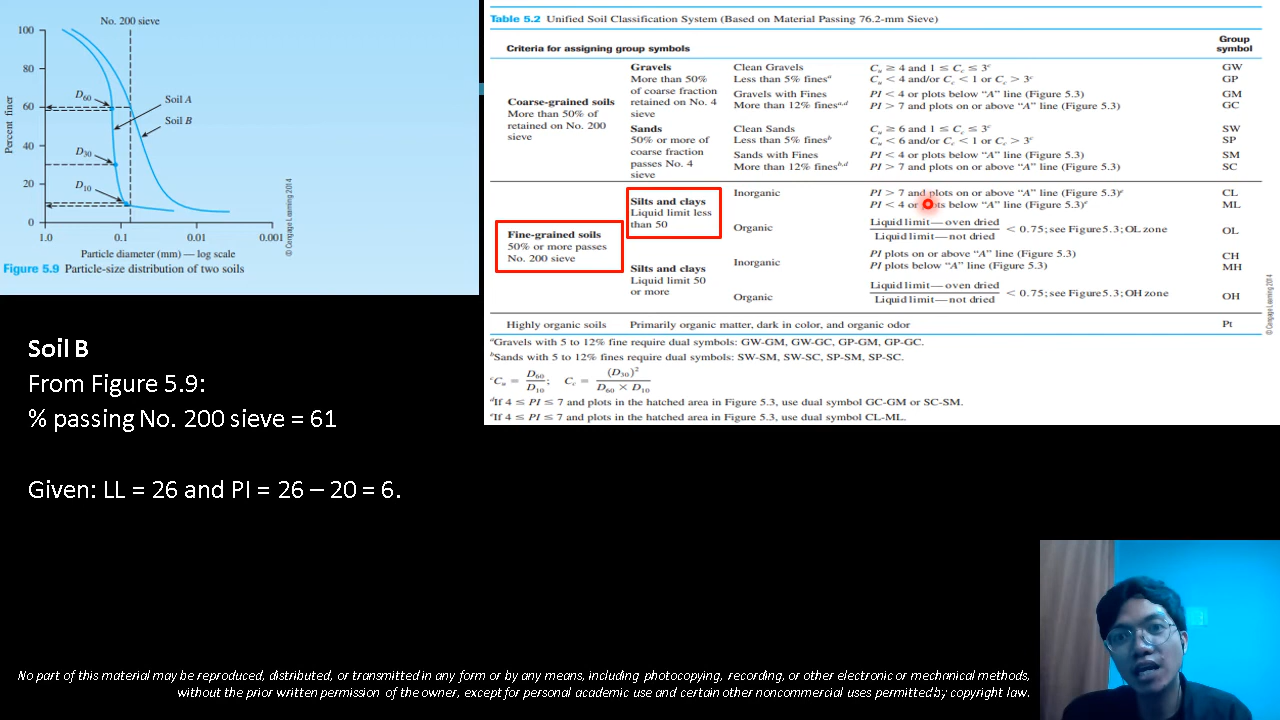 No. 200 sieve
100
80
60
40
20
0
Percent finer
D60
D30
D10
Soil A
Soil B
1.0
0.1
0.01
0.001
Particle diameter (mm) — log scale
© Cengage Learning 2014
Figure 5.9 Particle-size distribution of two soils
Table 5.2 Unified Soil Classification System (Based on Material Passing 76.2-mm Sieve)
Criteria for assigning group symbols
Group
symbol
Coarse-grained soils
More than 50% of
retained on No. 200
sieve
Gravels
More than 50%
of coarse fraction
retained on No. 4
sieve
Clean Gravels
Less than 5% finesᵃ
Gravels with Fines
More than 12% finesᵃ,ᵈ
Cᵤ ≥ 4 and 1 ≤ C꜀ ≤ 3ᶜ
Cᵤ < 4 and/or C꜀ < 1 or C꜀ > 3ᶜ
PI < 4 or plots below “A” line (Figure 5.3)
PI > 7 and plots on or above “A” line (Figure 5.3)
GW
GP
GM
GC
Sands
50% or more of
coarse fraction
passes No. 4
sieve
Clean Sands
Less than 5% finesᵇ
Sands with Fines
More than 12% finesᵇ,ᵈ
Cᵤ ≥ 6 and 1 ≤ C꜀ ≤ 3ᶜ
Cᵤ < 6 and/or C꜀ < 1 or C꜀ > 3ᶜ
PI < 4 or plots below “A” line (Figure 5.3)
PI > 7 and plots on or above “A” line (Figure 5.3)
SW
SP
SM
SC
Fine-grained soils
50% or more passes
No. 200 sieve
Silts and clays
Liquid limit less
than 50
Inorganic
PI > 7 and plots on or above “A” line (Figure 5.3)ᵉ
PI < 4 or plots below “A” line (Figure 5.3)ᵉ
CL
ML
Organic
Liquid limit—oven dried
Liquid limit—not dried
< 0.75; see Figure 5.3; OL zone
OL
Silts and clays
Liquid limit 50
or more
Inorganic
PI plots on or above “A” line (Figure 5.3)
PI plots below “A” line (Figure 5.3)
CH
MH
Organic
Liquid limit—oven dried
Liquid limit—not dried
< 0.75; see Figure 5.3; OH zone
OH
Highly organic soils
Primarily organic matter, dark in color, and organic odor
Pt
ᵃGravels with 5 to 12% fine require dual symbols: GW-GM, GW-GC, GP-GM, GP-GC.
ᵇSands with 5 to 12% fines require dual symbols: SW-SM, SW-SC, SP-SM, SP-SC.
ᶜCᵤ = D60/D10; C꜀ = (D30)²/(D60 × D10)
ᵈIf 4 ≤ PI ≤ 7 and plots in the hatched area in Figure 5.3, use dual symbol GC-GM or SC-SM.
ᵉIf 4 ≤ PI ≤ 7 and plots in the hatched area in Figure 5.3, use dual symbol CL-ML.
© Cengage Learning 2014
Soil B
From Figure 5.9:
% passing No. 200 sieve = 61
Given: LL = 26 and PI = 26 – 20 = 6.
No part of this material may be reproduced, distributed, or transmitted in any form or by any means, including photocopying, recording, or other electronic or mechanical methods,
without the prior written permission of the owner, except for personal academic use and certain other noncommercial uses permitted by copyright law.